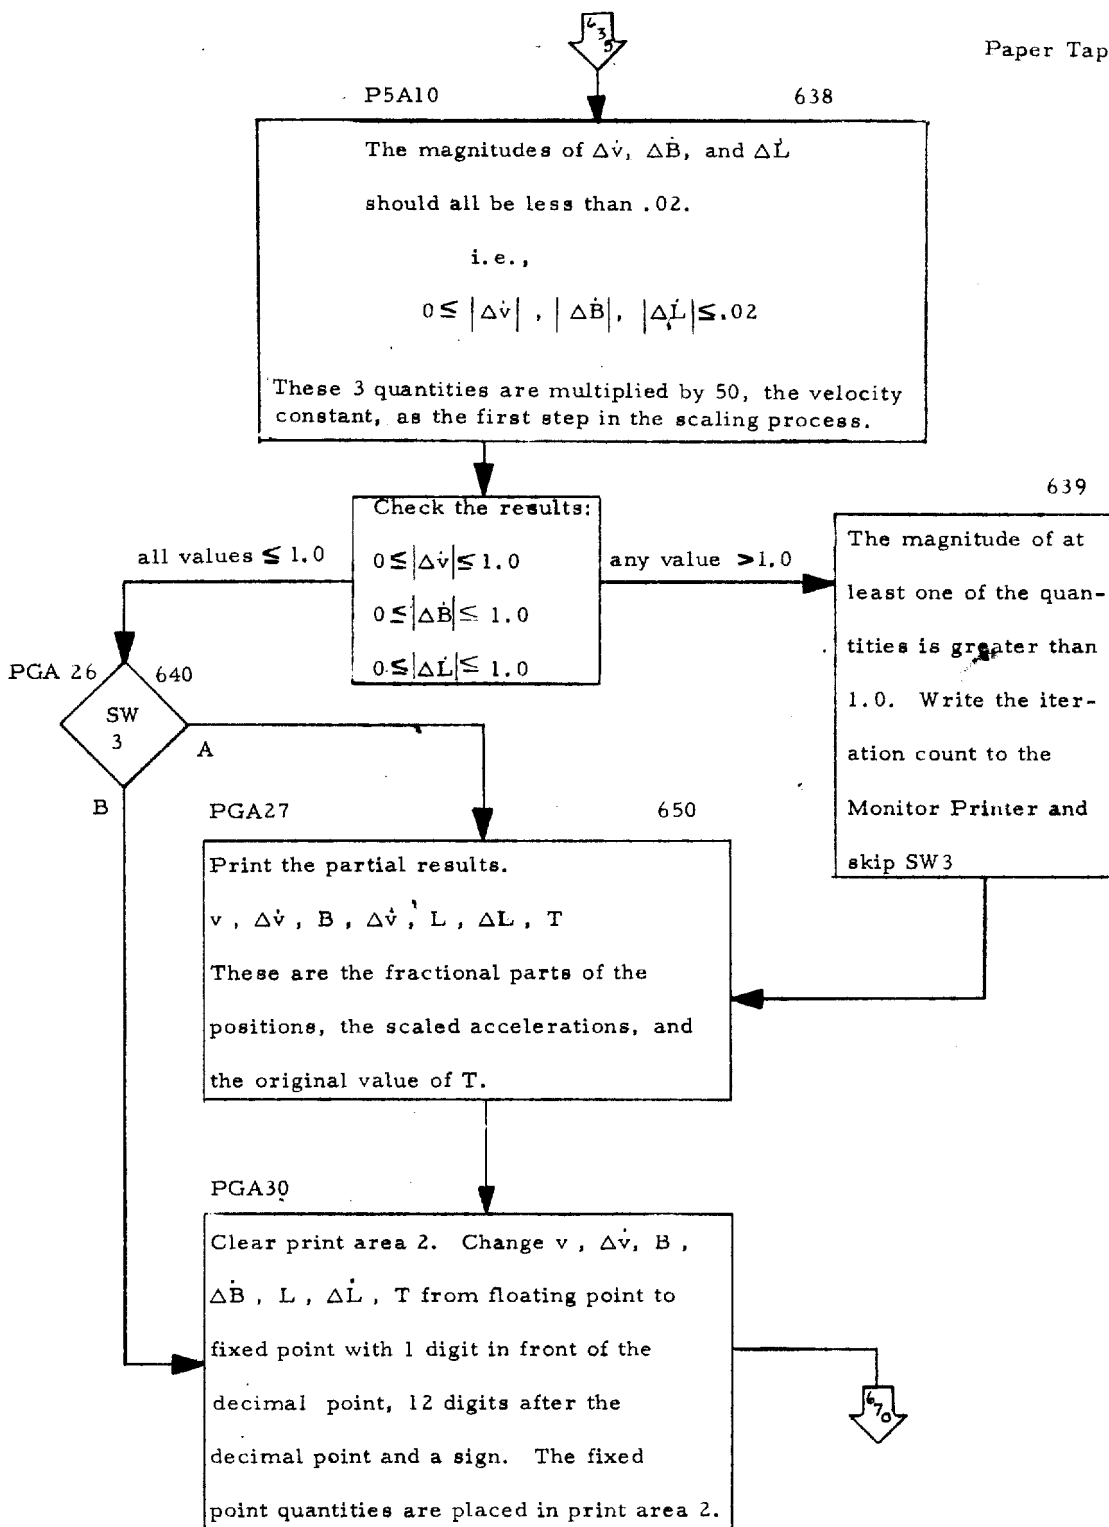 635
Paper Tap
P5A10 638
The magnitudes of Δv̇, ΔḂ, and ΔL̇
should all be less than .02.
i.e.,
0 ≤ |Δv̇| , |ΔḂ|, |ΔL̇| ≤ .02
These 3 quantities are multiplied by 50, the velocity
constant, as the first step in the scaling process.
Check the results:
0 ≤ |Δv̇| ≤ 1.0
0 ≤ |ΔḂ| ≤ 1.0
0 ≤ |ΔL̇| ≤ 1.0
all values ≤ 1.0
any value >1.0
639
The magnitude of at
least one of the quan-
tities is greater than
1.0. Write the iter-
ation count to the
Monitor Printer and
skip SW3
PGA 26 640
SW
3
A
B
PGA27 650
Print the partial results.
v , Δv̇ , B , Δv̇ , L , ΔL , T
These are the fractional parts of the
positions, the scaled accelerations, and
the original value of T.
PGA30
Clear print area 2. Change v , Δv̇, B ,
ΔḂ , L , ΔL̇ , T from floating point to
fixed point with 1 digit in front of the
decimal point, 12 digits after the
decimal point and a sign. The fixed
point quantities are placed in print area 2.
670